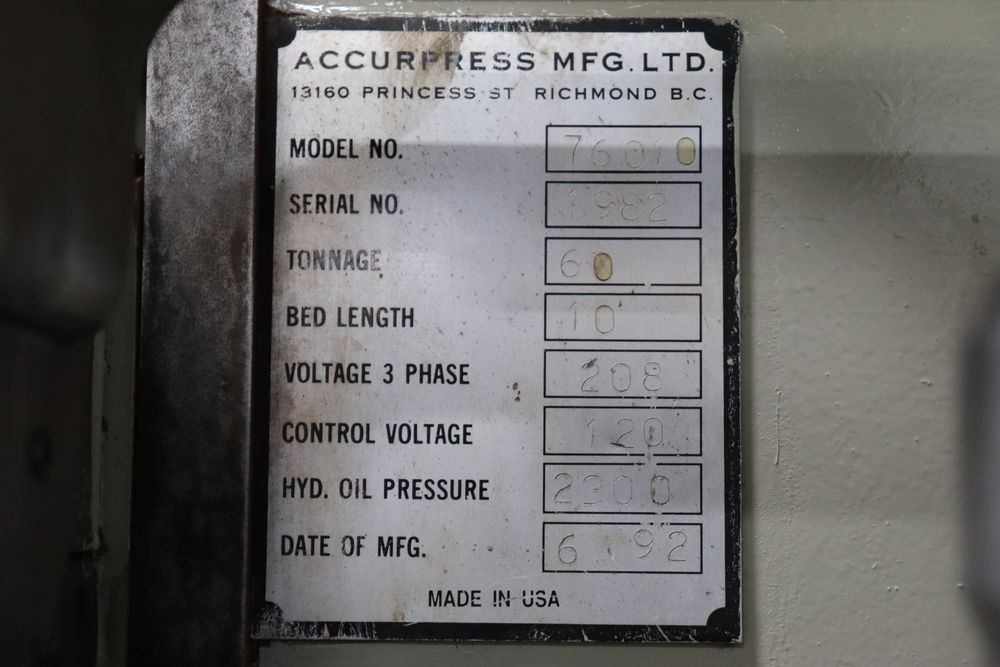 ACCURPRESS MFG. LTD.
13160 PRINCESS ST RICHMOND B.C.
MODEL NO. 76010
SERIAL NO. 1982
TONNAGE 60
BED LENGTH 10
VOLTAGE 3 PHASE 208
CONTROL VOLTAGE 120
HYD. OIL PRESSURE 2300
DATE OF MFG. 6 92
MADE IN USA